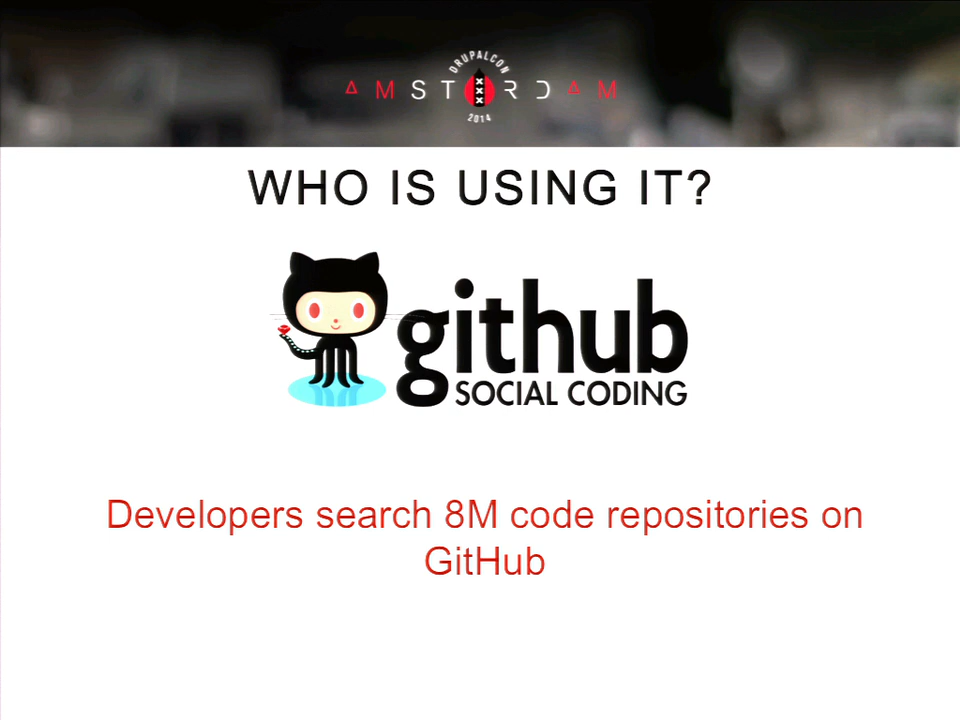 DRUPALCON
AMSTERDAM
2014
WHO IS USING IT?
github
SOCIAL CODING
Developers search 8M code repositories on
GitHub